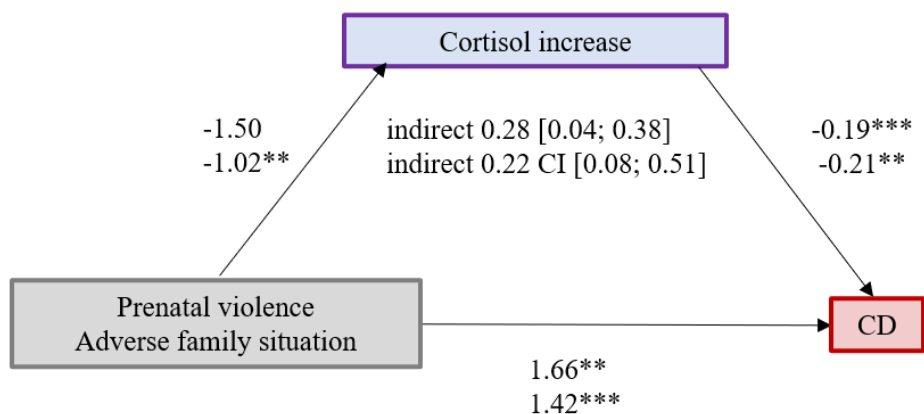 Cortisol increase
-1.50
-1.02**
indirect 0.28 [0.04; 0.38]
indirect 0.22 CI [0.08; 0.51]
-0.19***
-0.21**
Prenatal violence
Adverse family situation
CD
1.66**
1.42***